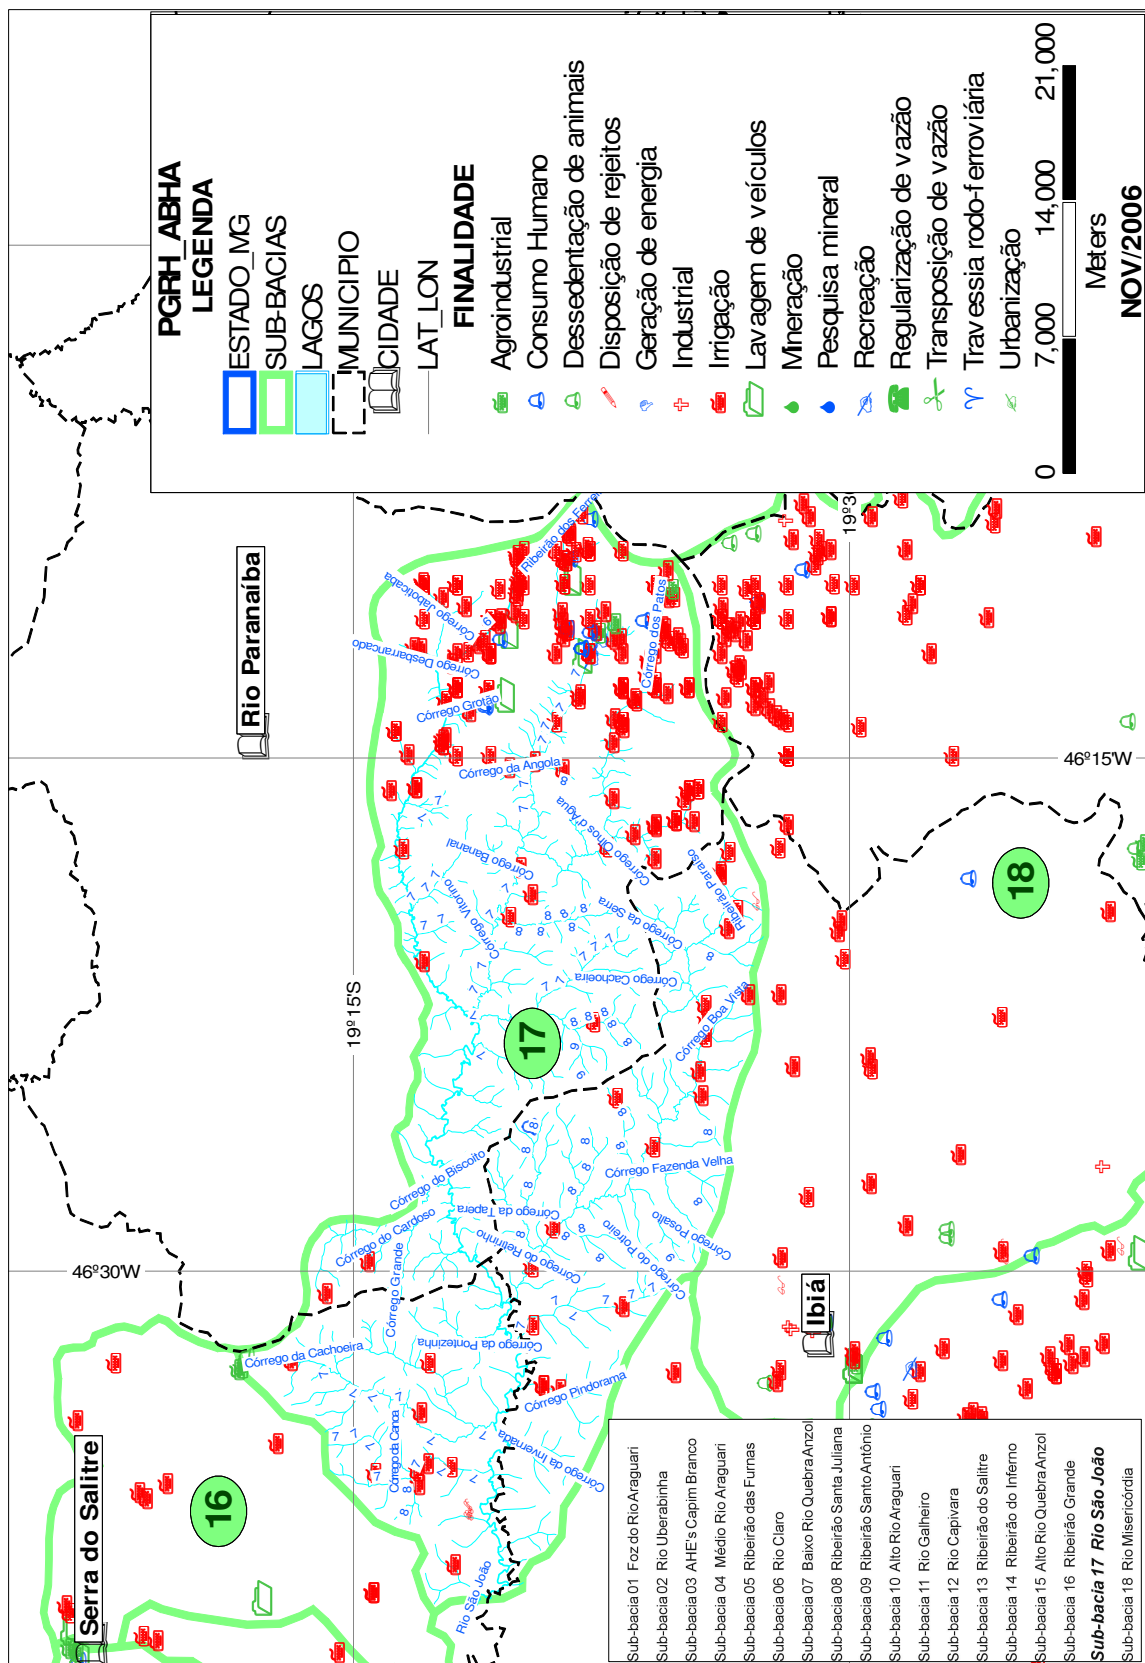 PGRH_ABHA
LEGENDA
ESTADO_MG
SUB-BACIAS
LAGOS
MUNICIPIO
CIDADE
LAT_LON
FINALIDADE
Agroindustrial
Consumo Humano
Dessedentação de animais
Disposição de rejeitos
Geração de energia
Industrial
Irrigação
Lavagem de veículos
Mineração
Pesquisa mineral
Recreação
Regularização de vazão
Transposição de vazão
Travessia rodo-ferroviária
Urbanização
0 7,000 14,000 21,000
Meters
NOV/2006
Serra do Salitre
Rio Paranaiba
Ibiá
16
17
18
19º15'S
46º30'W
46º15'W
Ribeirão dos Ferrei
Córrego Jabolicaba
Córrego Desbarrancado
Córrego Grotão
Córrego dos Patos
Córrego da Angola
Córrego Olhos d'Água
Córrego Bananal
Córrego Vitorino
Córrego da Serra
Ribeirão Paraíso
Córrego Cachoeira
Córrego Boa Vista
Córrego do Biscoito
Córrego Fazenda Velha
Córrego do Cardoso
Córrego da Tapera
Córrego do Retirinho
Córrego do Potreiro
Córrego Posalto
Córrego Grande
Córrego da Cachoeira
Córrego da Pontezinha
Córrego Pindorama
Córrego da Canoa
Córrego da Invernada
Rio São João
Sub-bacia 01 Foz do Rio Araguari
Sub-bacia 02 Rio Uberabinha
Sub-bacia 03 AHE's Capim Branco
Sub-bacia 04 Médio Rio Araguari
Sub-bacia 05 Ribeirão das Furnas
Sub-bacia 06 Rio Claro
Sub-bacia 07 Baixo Rio Quebra Anzol
Sub-bacia 08 Ribeirão Santa Juliana
Sub-bacia 09 Ribeirão Santo Antônio
Sub-bacia 10 Alto Rio Araguari
Sub-bacia 11 Rio Galheiro
Sub-bacia 12 Rio Capivara
Sub-bacia 13 Ribeirão do Salitre
Sub-bacia 14 Ribeirão do Inferno
Sub-bacia 15 Alto Rio Quebra Anzol
Sub-bacia 16 Ribeirão Grande
Sub-bacia 17 Rio São João
Sub-bacia 18 Rio Misericórdia